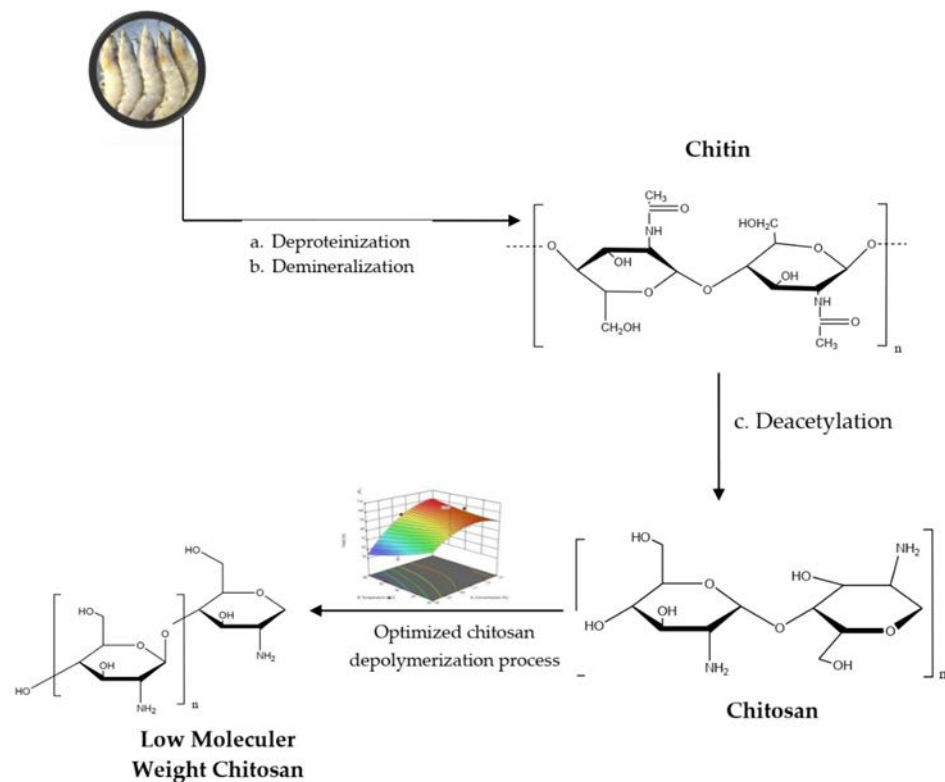 Chitin
a. Deproteinization
b. Demineralization
CH3
O
NH
HOH2C
O
O
O
OH
OH
O
O
NH
CH2OH
O
CH3
n
c. Deacetylation
HO
NH2
HO
O
HO
OH
O
O
NH2
OH
n
Chitosan
Optimized chitosan
depolymerization process
HO
HO
O
O
OH
O
NH2
OH
HO
NH2
n
Low Moleculer
Weight Chitosan